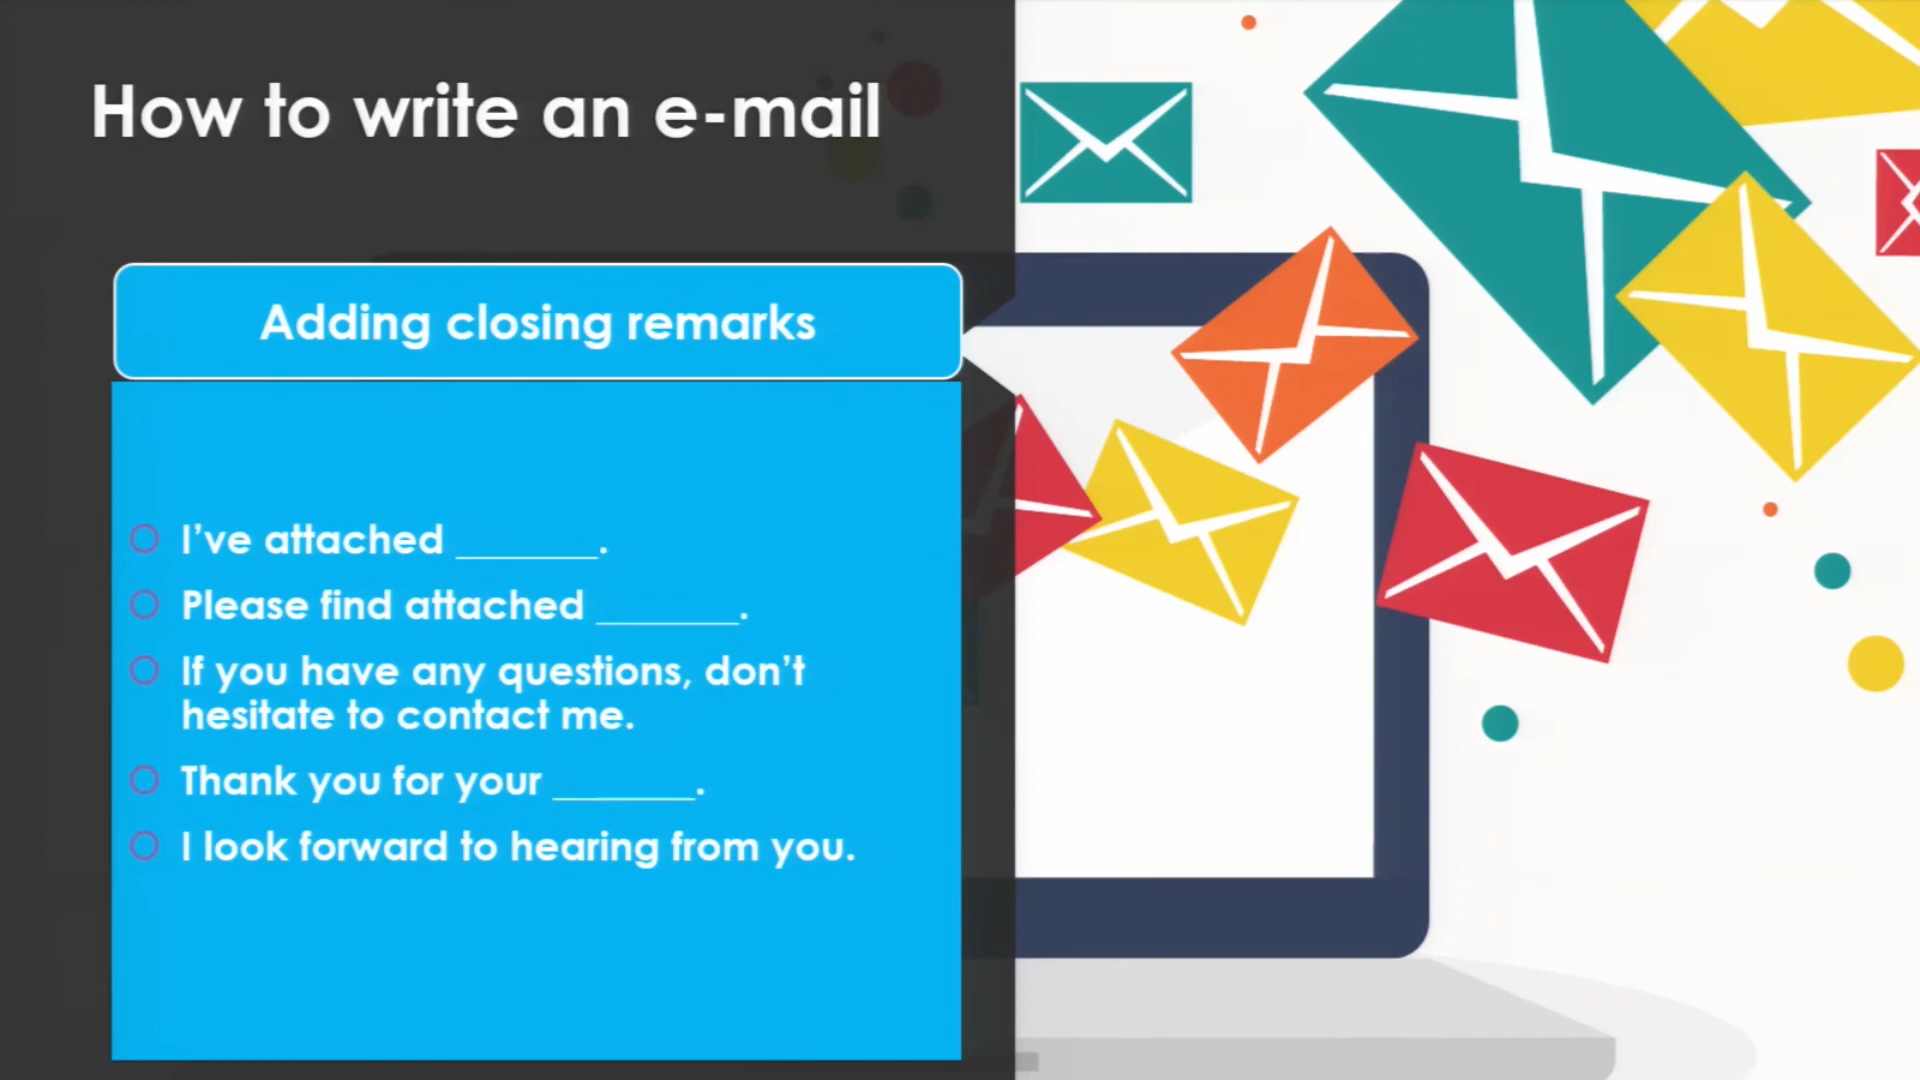 How to write an e-mail
Adding closing remarks
I’ve attached _______.
Please find attached _______.
If you have any questions, don’t
hesitate to contact me.
Thank you for your _______.
I look forward to hearing from you.